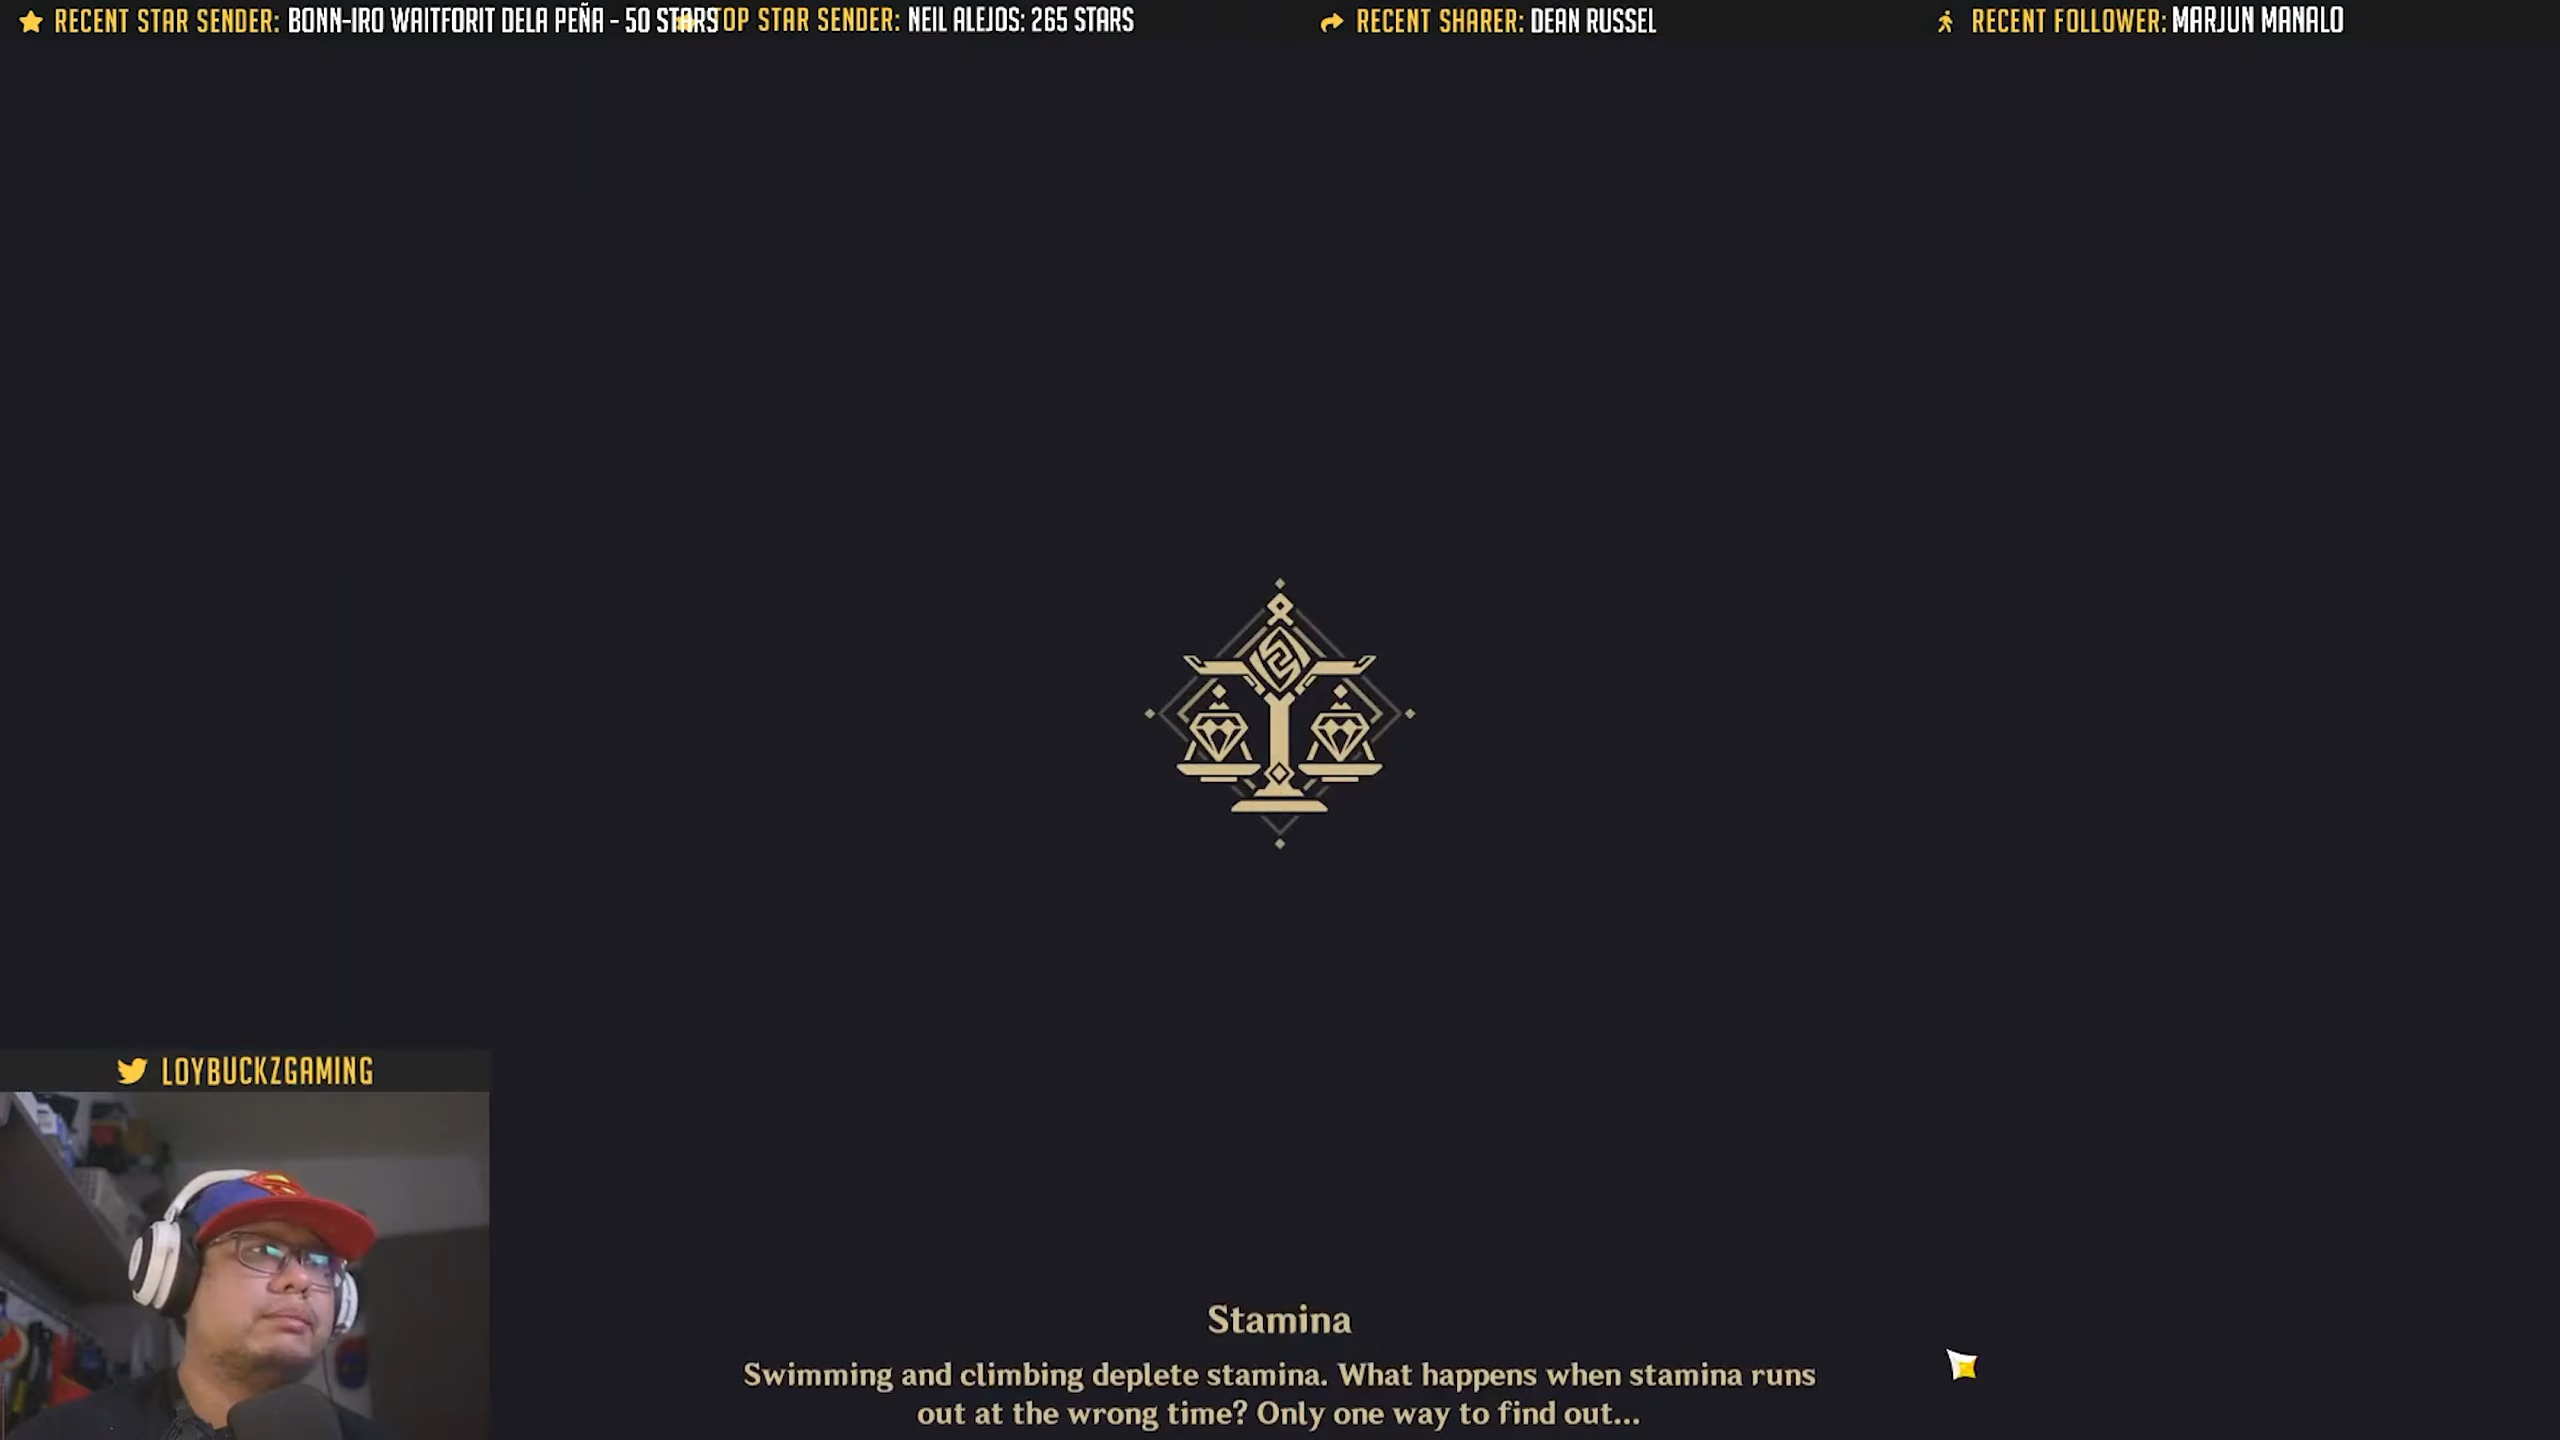 RECENT STAR SENDER: BONN-IRO WAITFORIT DELA PEÑA - 50 STARS
TOP STAR SENDER: NEIL ALEJOS: 265 STARS
RECENT SHARER: DEAN RUSSEL
RECENT FOLLOWER: MARJUN MANALO
LOYBUCKZGAMING
Stamina
Swimming and climbing deplete stamina. What happens when stamina runs
out at the wrong time? Only one way to find out...